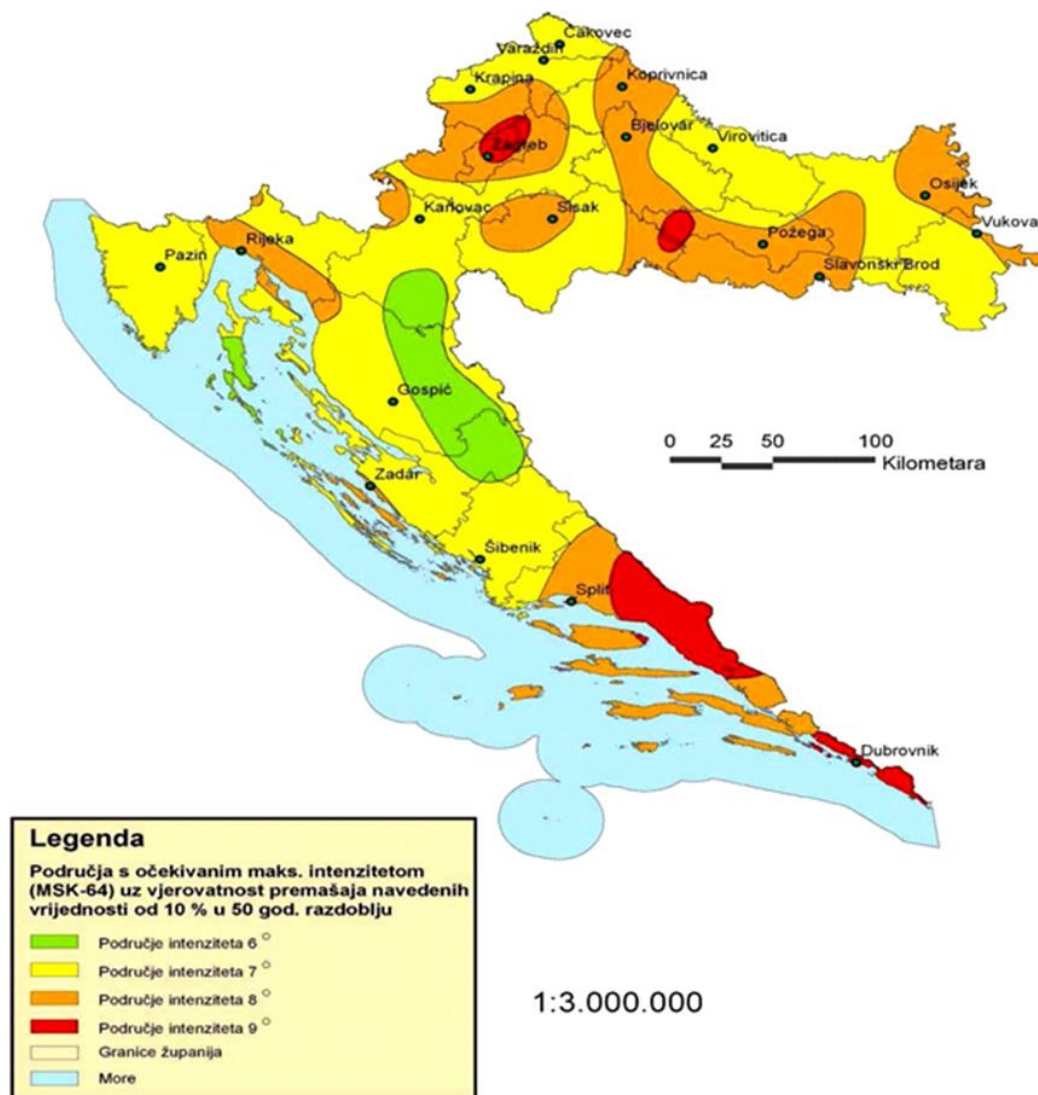 Čakovec
Varaždin
Krapina
Koprivnica
Bjelovar
Virovitica
Zagreb
Osijek
Karlovac
Sisak
Vukova
Rijeka
Požega
Pazin
Slavonski Brod
Gospić
0 25 50 100
Kilometara
Zadar
Šibenik
Split
Dubrovnik
Legenda
Područja s očekivanim maks. intenzitetom
(MSK-64) uz vjerovatnost premašaja navedenih
vrijednosti od 10 % u 50 god. razdoblju
Područje intenziteta 6 °
Područje intenziteta 7 °
Područje intenziteta 8 °
Područje intenziteta 9 °
Granice županija
More
1:3.000.000